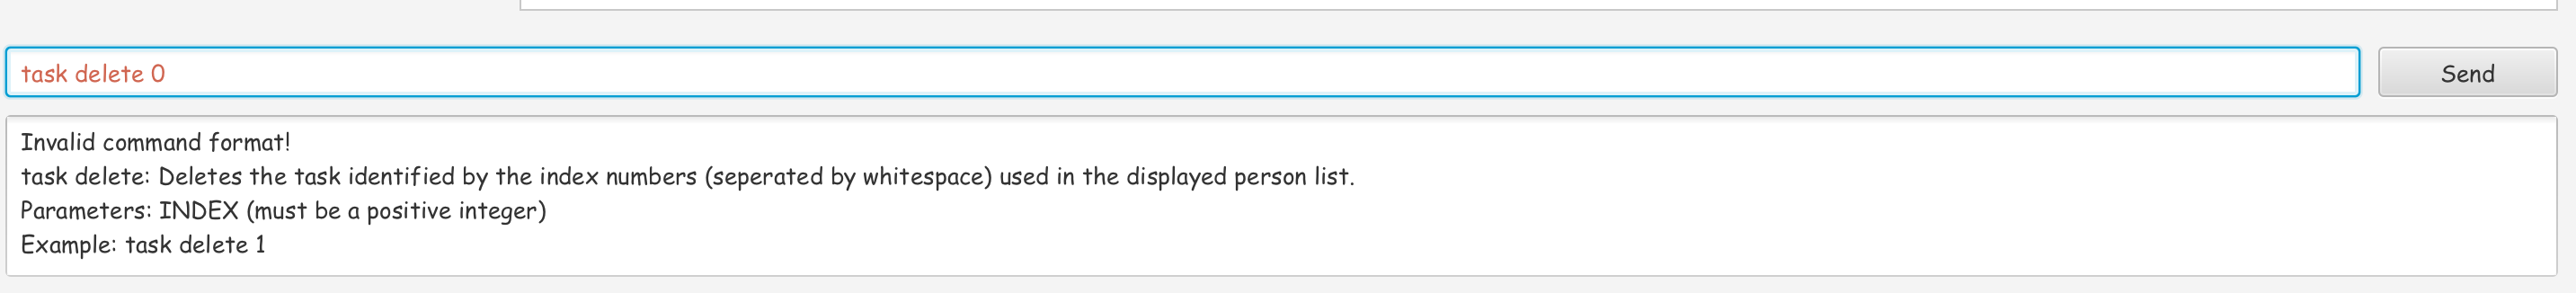 task delete 0
Send
Invalid command format!
task delete: Deletes the task identified by the index numbers (seperated by whitespace) used in the displayed person list.
Parameters: INDEX (must be a positive integer)
Example: task delete 1